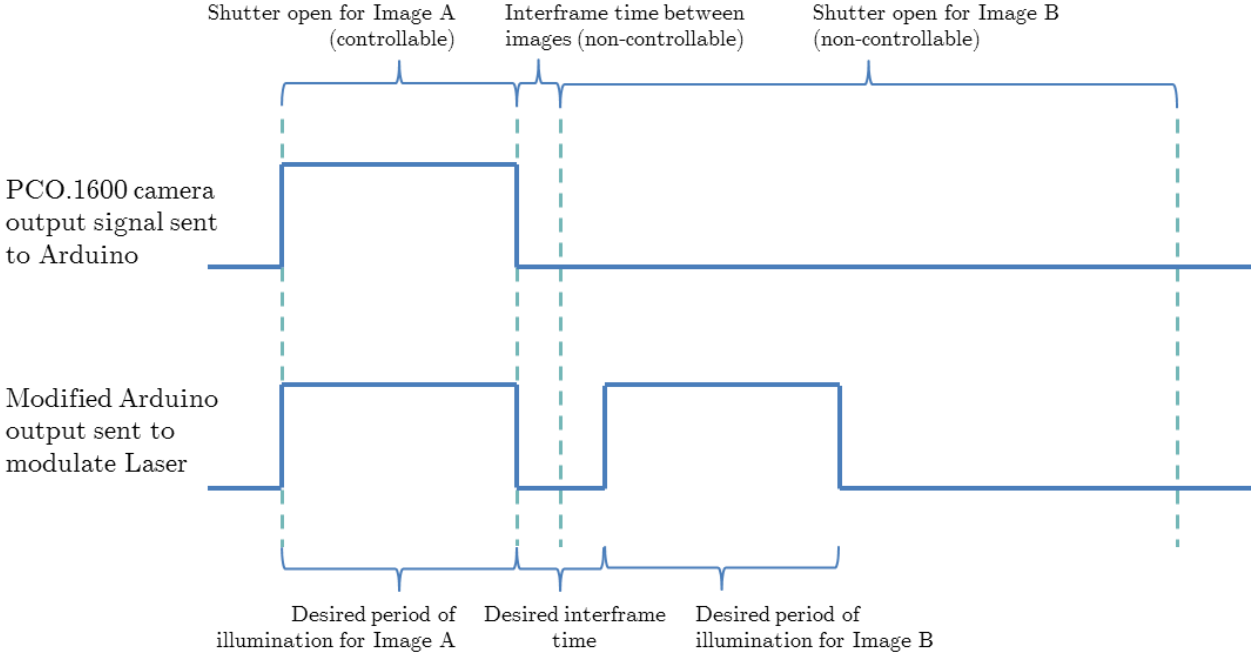 Shutter open for Image A
(controllable)
Interframe time between
images (non-controllable)
Shutter open for Image B
(non-controllable)
PCO.1600 camera
output signal sent
to Arduino
Modified Arduino
output sent to
modulate Laser
Desired period of
illumination for Image A
Desired interframe
time
Desired period of
illumination for Image B